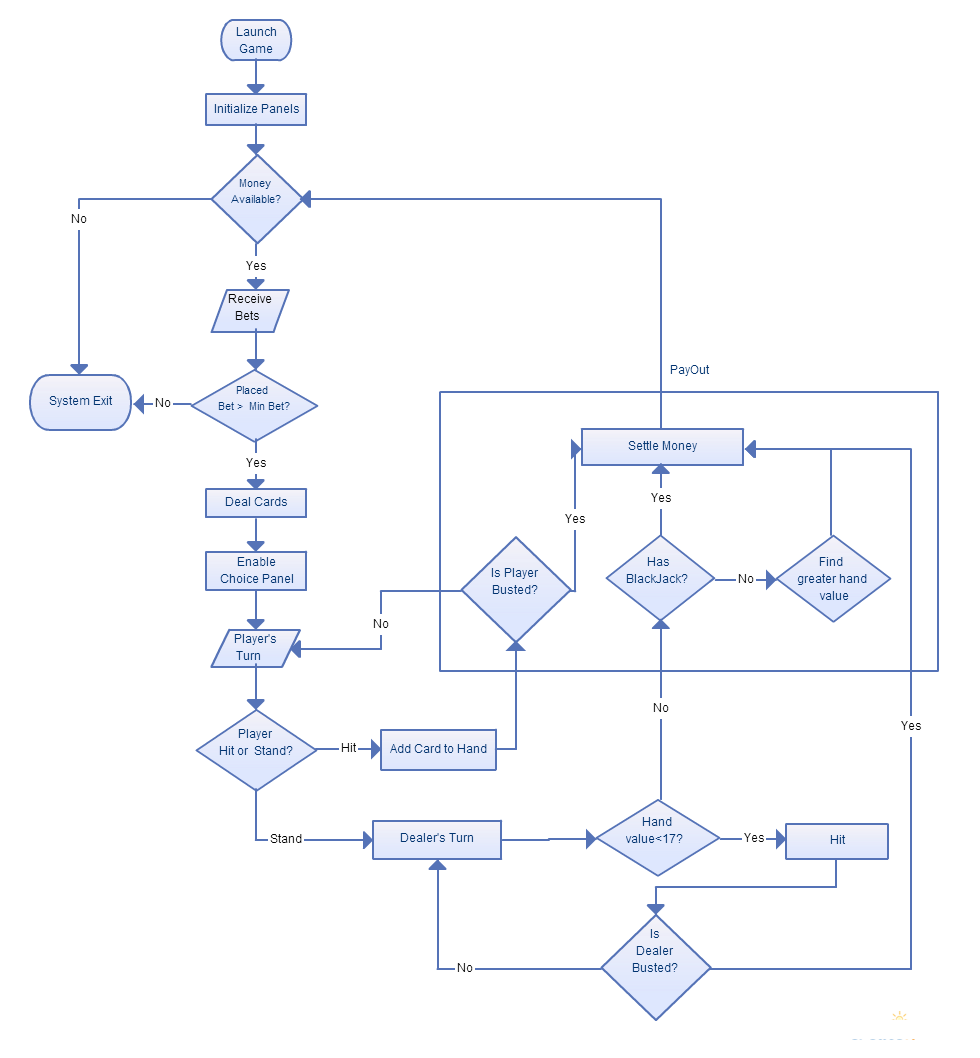 Launch
Game
Initialize Panels
Money
Available?
No
Yes
Receive
Bets
PayOut
Placed
Bet > Min Bet?
No
System Exit
Yes
Settle Money
Deal Cards
Yes
Yes
Enable
Choice Panel
Is Player
Busted?
Has
BlackJack?
No
Find
greater hand
value
No
Player's
Turn
No
Yes
Player
Hit or Stand?
Hit
Add Card to Hand
Stand
Dealer's Turn
Hand
value<17?
Yes
Hit
Is
Dealer
Busted?
No